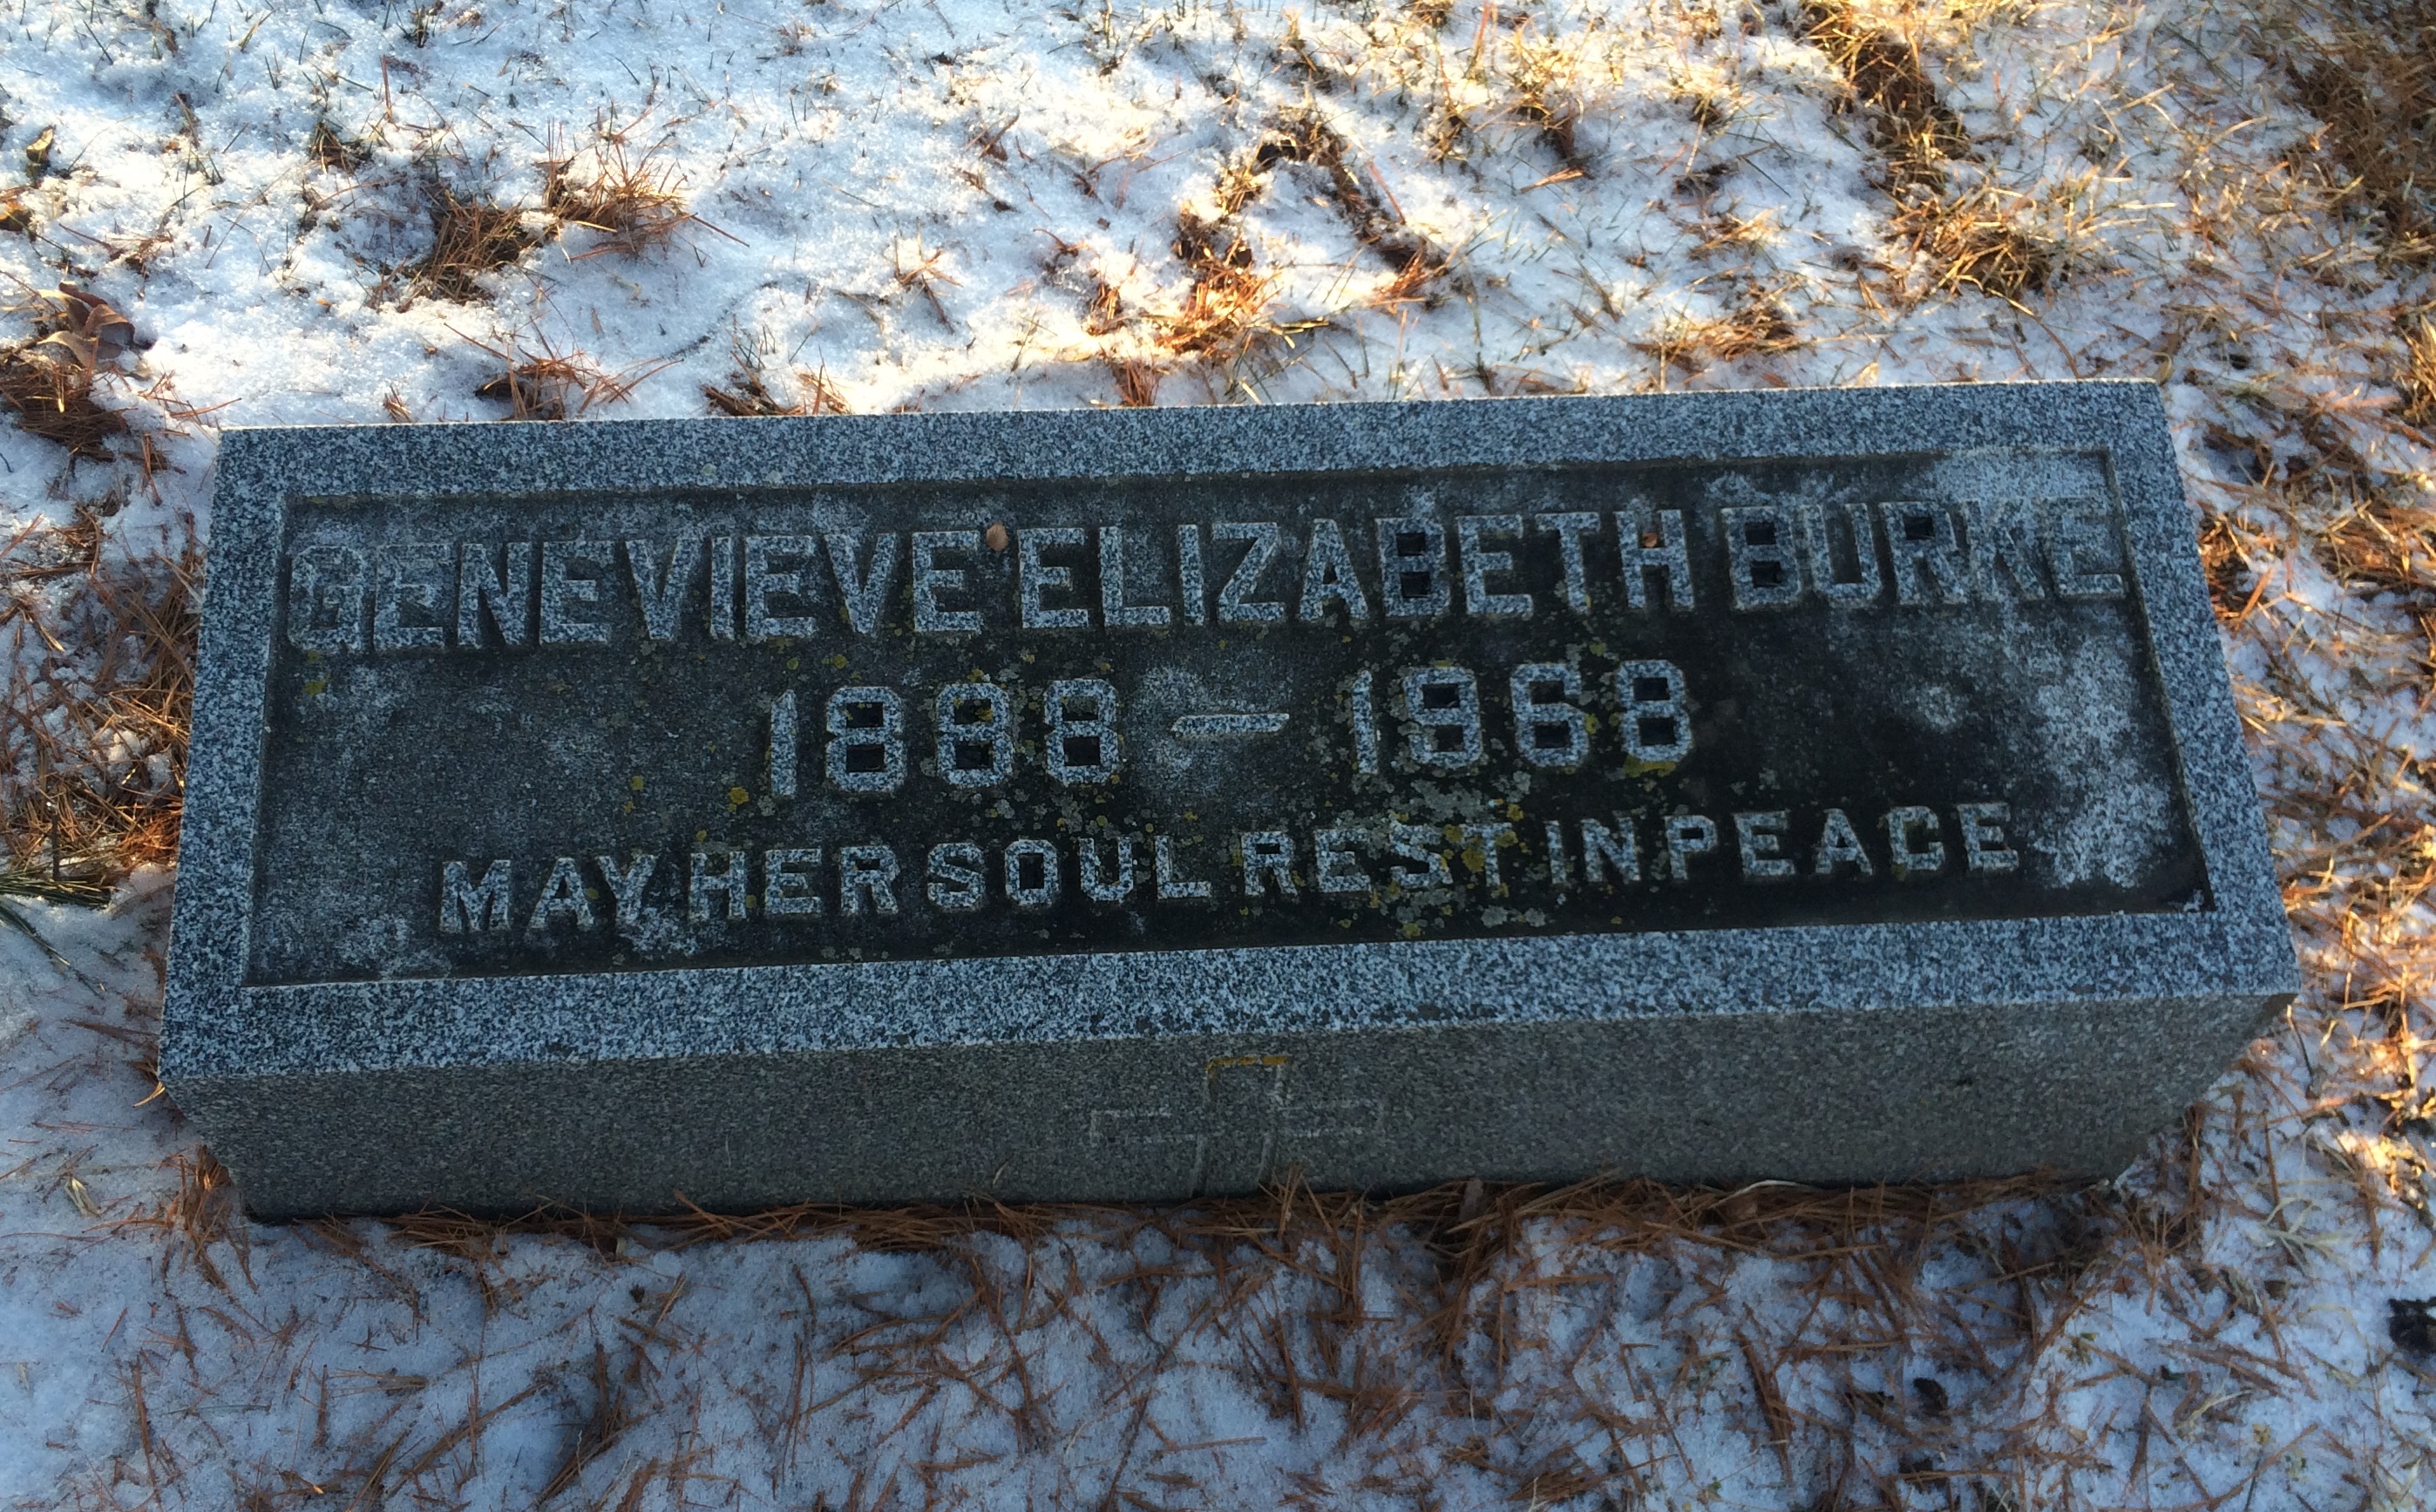 GENEVIEVE ELIZABETH BURKE
1888 – 1968
MAY HER SOUL REST IN PEACE